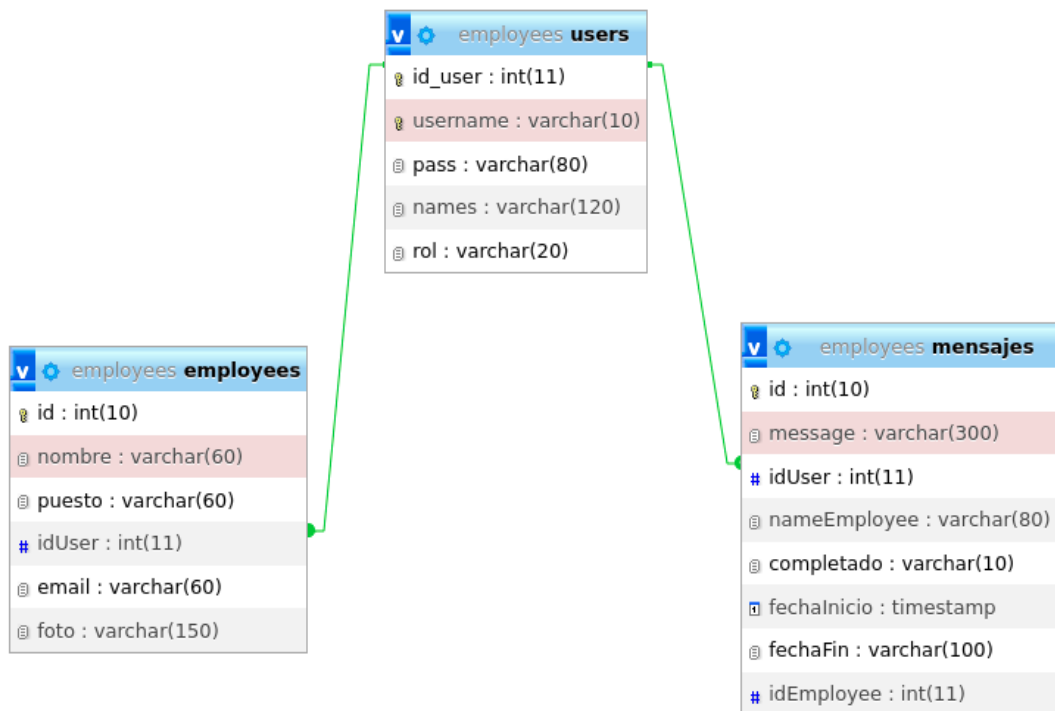 v employees users
id_user : int(11)
username : varchar(10)
pass : varchar(80)
names : varchar(120)
rol : varchar(20)
v employees employees
id : int(10)
nombre : varchar(60)
puesto : varchar(60)
# idUser : int(11)
email : varchar(60)
foto : varchar(150)
v employees mensajes
id : int(10)
message : varchar(300)
# idUser : int(11)
nameEmployee : varchar(80)
completado : varchar(10)
fechaInicio : timestamp
fechaFin : varchar(100)
# idEmployee : int(11)